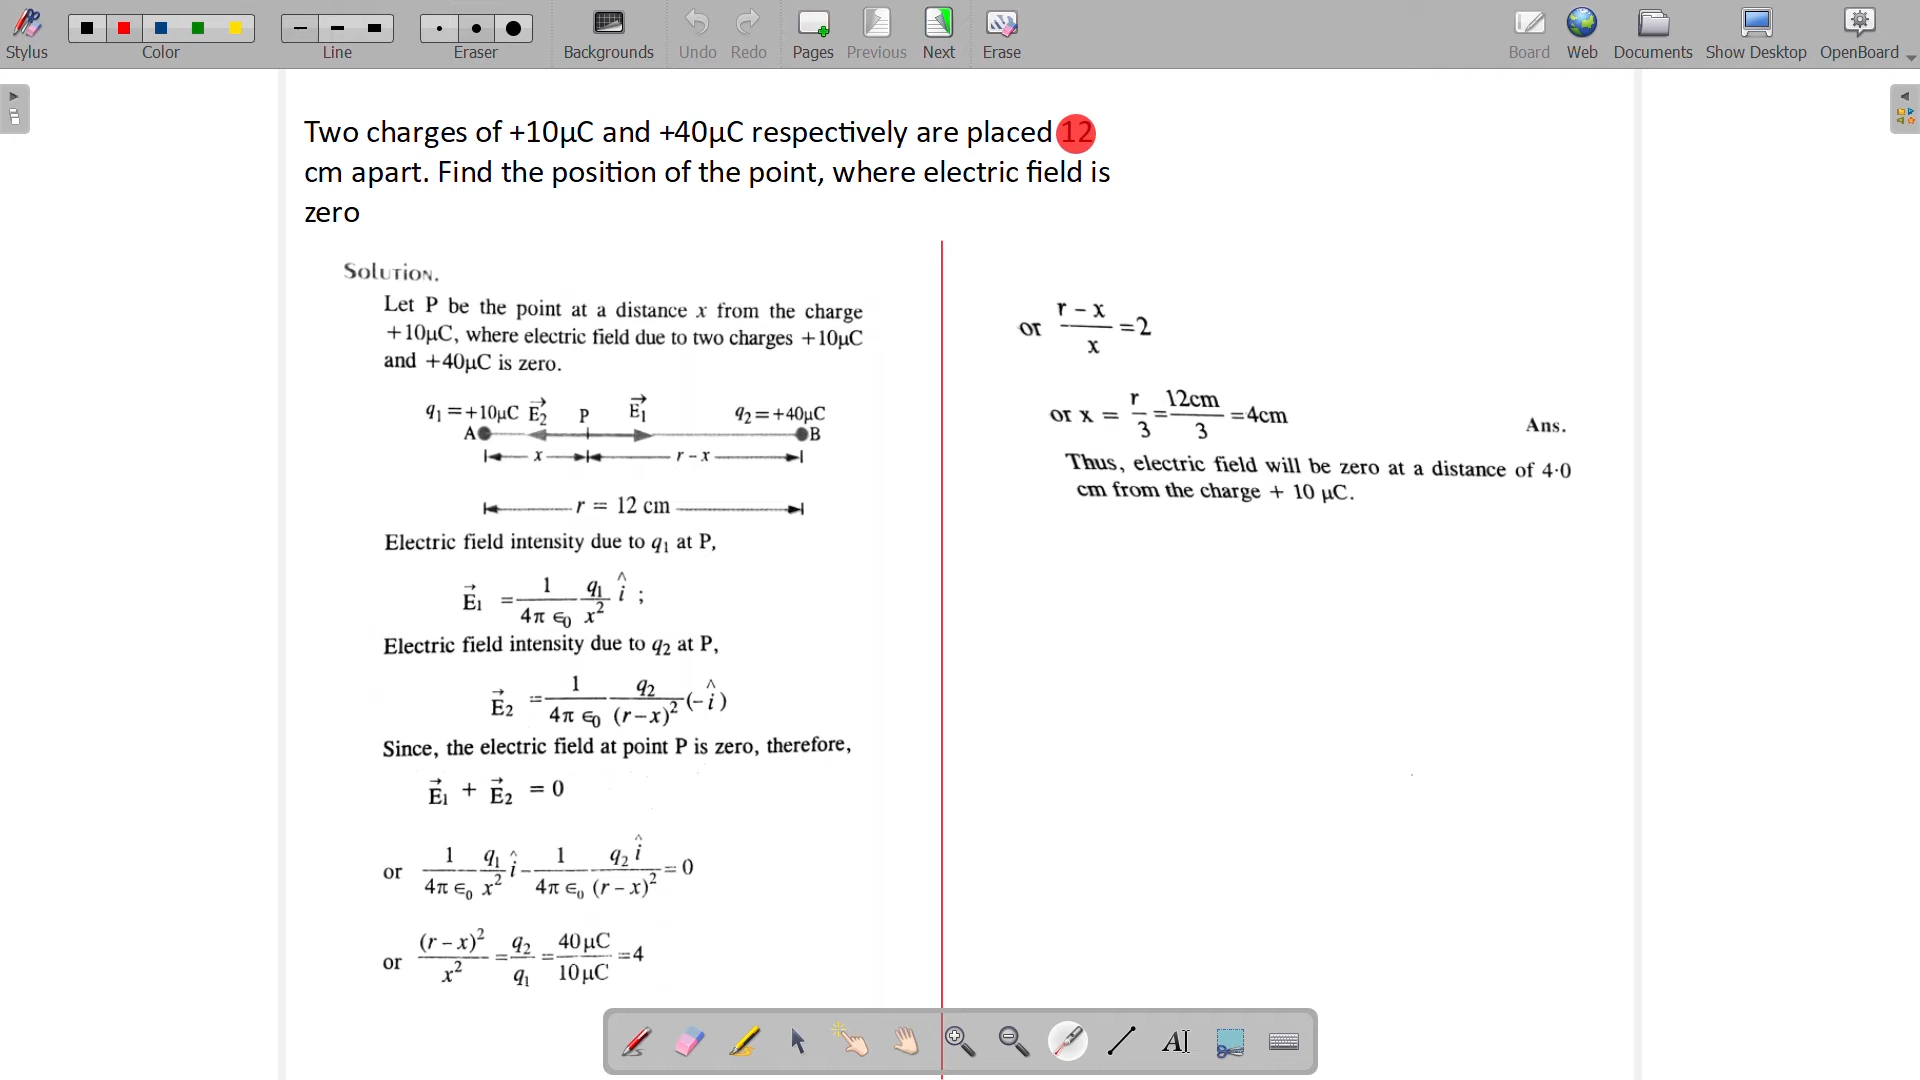 Stylus
Color
Line
Eraser
Backgrounds
Undo
Redo
Pages
Previous
Next
Erase
Board
Web
Documents
Show Desktop
OpenBoard
Two charges of +10μC and +40μC respectively are placed 12
cm apart. Find the position of the point, where electric field is
zero
Solution.
Let P be the point at a distance x from the charge
+10μC, where electric field due to two charges +10μC
and +40μC is zero.
q₁ = +10μC E⃗₂ P E⃗₁ q₂ = +40μC
A B
x r - x
r = 12 cm
Electric field intensity due to q₁ at P,
E⃗₁ = 1/(4π ∈₀) q₁/x² î ;
Electric field intensity due to q₂ at P,
E⃗₂ = 1/(4π ∈₀) q₂/(r-x)² (-î)
Since, the electric field at point P is zero, therefore,
E⃗₁ + E⃗₂ = 0
or 1/(4π ∈₀) q₁/x² î - 1/(4π ∈₀) q₂ î/(r - x)² = 0
or (r - x)²/x² = q₂/q₁ = 40μC/10μC = 4
or (r - x)/x = 2
or x = r/3 = 12cm/3 = 4cm
Ans.
Thus, electric field will be zero at a distance of 4·0
cm from the charge + 10 μC.